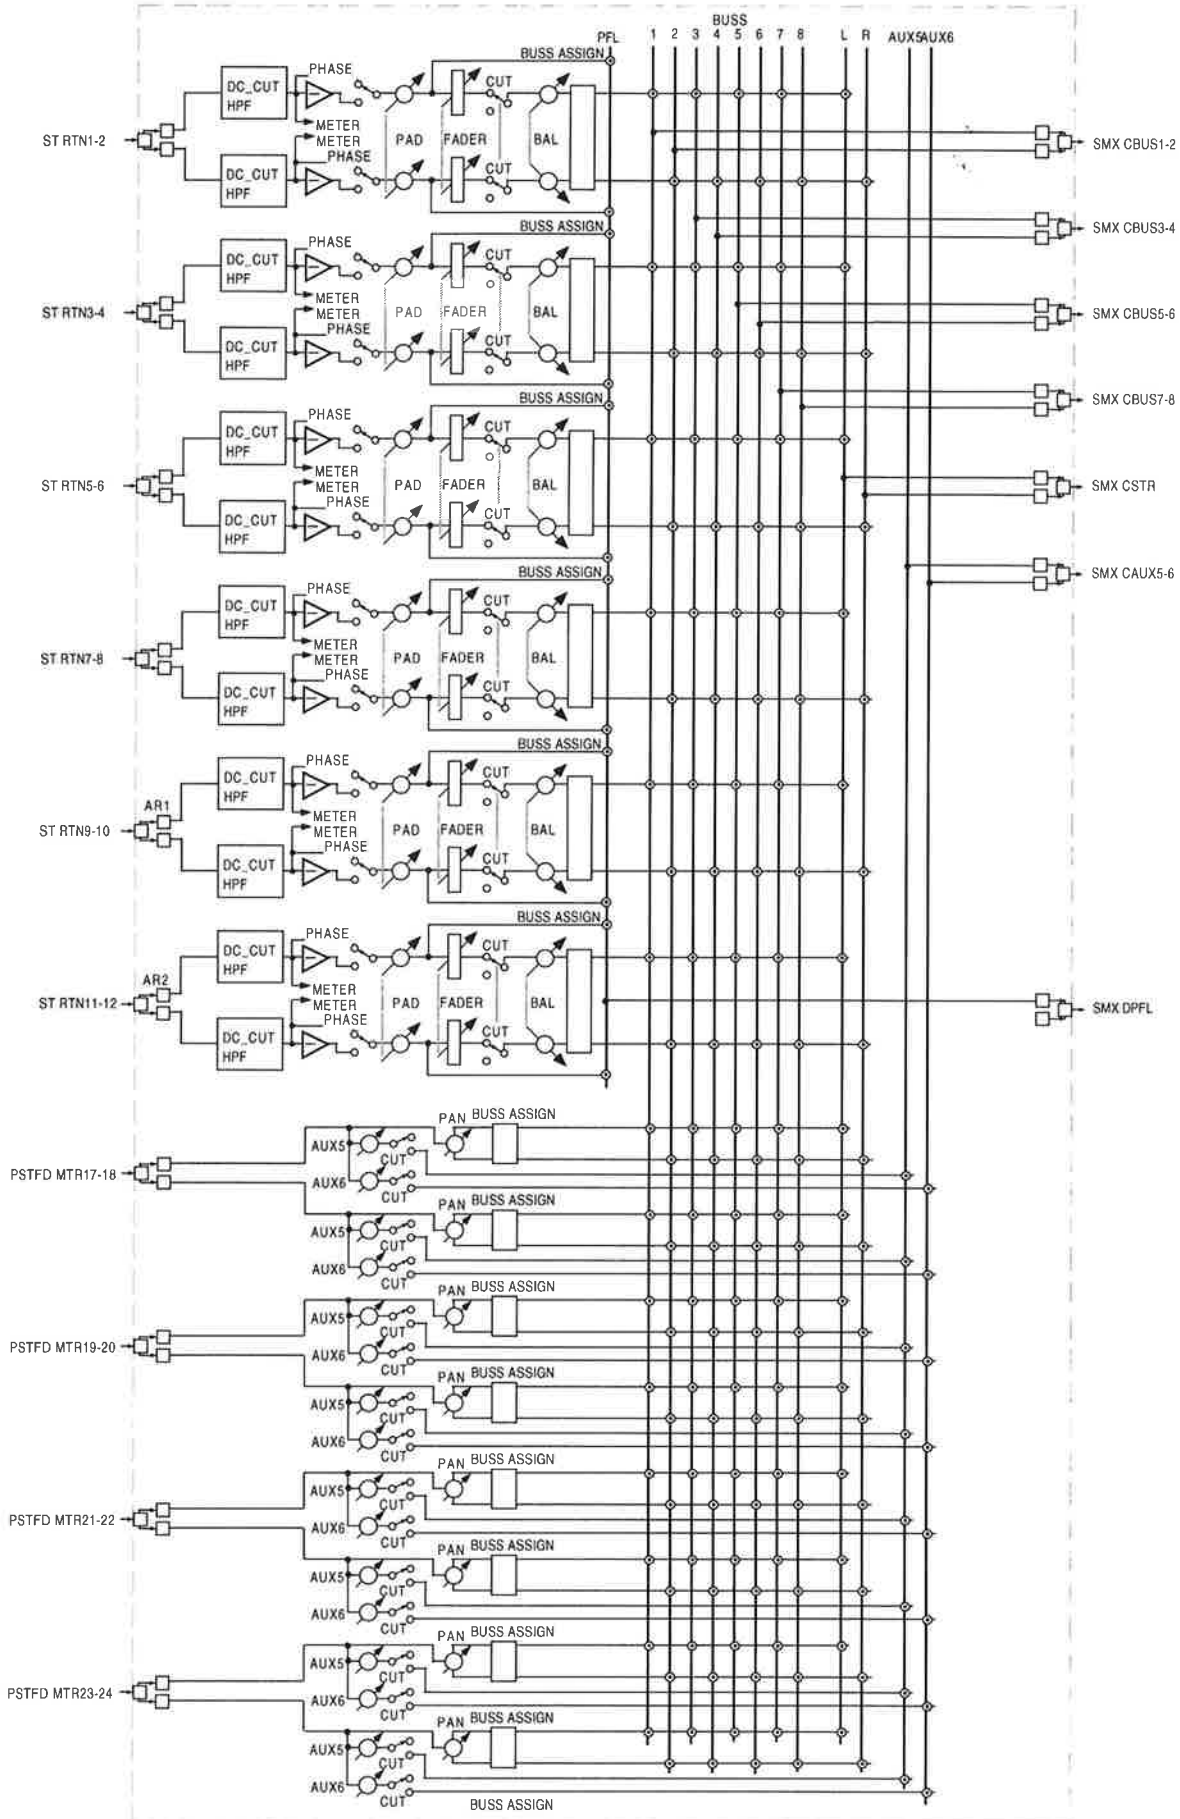 BUSS
PFL 1 2 3 4 5 6 7 8 L R AUX5 AUX6
BUSS ASSIGN
DC_CUT HPF
PHASE
CUT
METER
METER
PAD FADER BAL
ST RTN1-2
SMX CBUS1-2
PHASE
DC_CUT HPF
CUT
SMX CBUS3-4
BUSS ASSIGN
DC_CUT HPF
PHASE
CUT
METER
METER
PAD FADER BAL
ST RTN3-4
SMX CBUS5-6
PHASE
DC_CUT HPF
CUT
SMX CBUS7-8
BUSS ASSIGN
DC_CUT HPF
PHASE
CUT
METER
METER
PAD FADER BAL
ST RTN5-6
SMX CSTR
PHASE
DC_CUT HPF
CUT
SMX CAUX5-6
BUSS ASSIGN
DC_CUT HPF
PHASE
CUT
METER
METER
PAD FADER BAL
ST RTN7-8
PHASE
DC_CUT HPF
CUT
BUSS ASSIGN
DC_CUT HPF
PHASE
CUT
AR1
METER
METER
PAD FADER BAL
ST RTN9-10
PHASE
DC_CUT HPF
CUT
BUSS ASSIGN
DC_CUT HPF
PHASE
CUT
AR2
METER
METER
PAD FADER BAL
ST RTN11-12
SMX DPFL
PHASE
DC_CUT HPF
CUT
PAN BUSS ASSIGN
AUX5
CUT
PSTFD MTR17-18
AUX6
CUT
PAN BUSS ASSIGN
AUX5
CUT
AUX6
CUT
PAN BUSS ASSIGN
AUX5
CUT
PSTFD MTR19-20
AUX6
CUT
PAN BUSS ASSIGN
AUX5
CUT
AUX6
CUT
PAN BUSS ASSIGN
AUX5
CUT
PSTFD MTR21-22
AUX6
CUT
PAN BUSS ASSIGN
AUX5
CUT
AUX6
CUT
PAN BUSS ASSIGN
AUX5
CUT
PSTFD MTR23-24
AUX6
CUT
PAN BUSS ASSIGN
AUX5
CUT
AUX6
CUT
BUSS ASSIGN